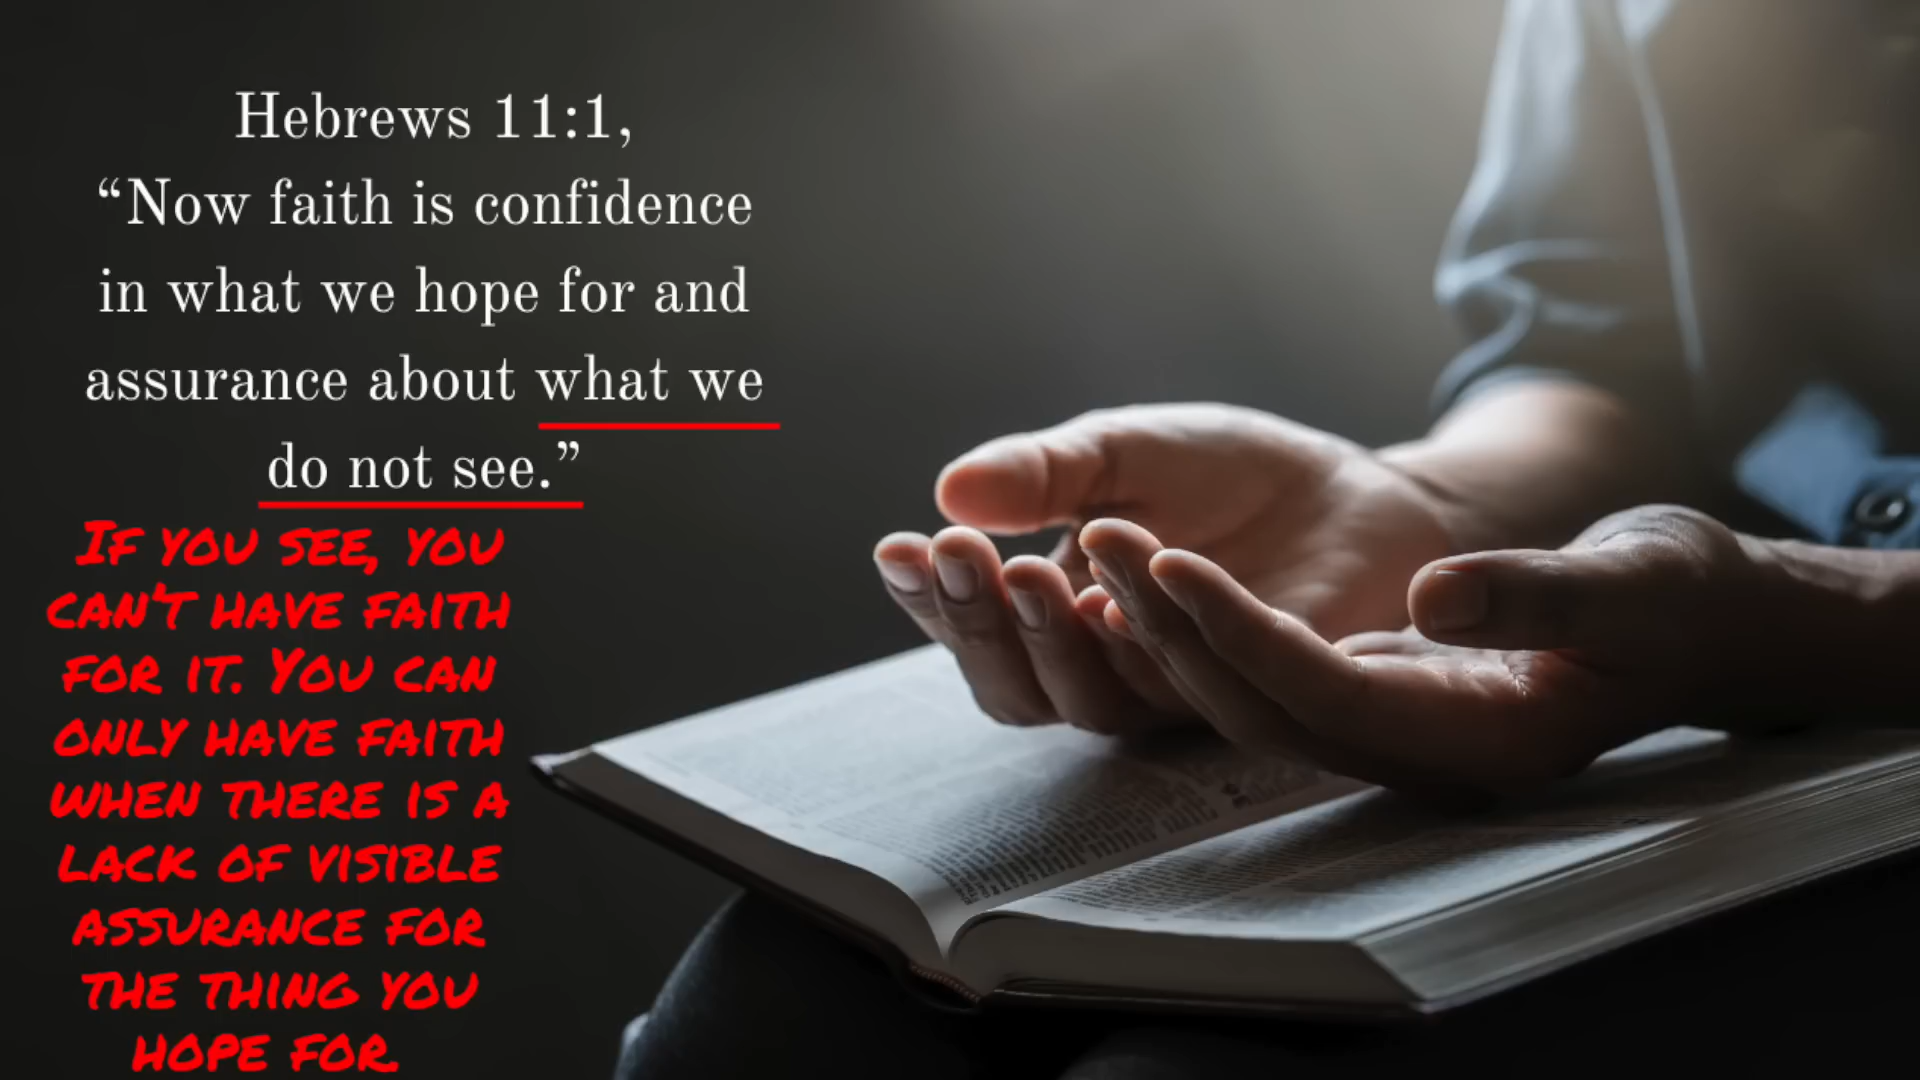 Hebrews 11:1,
“Now faith is confidence
in what we hope for and
assurance about what we
do not see.”
If you see, you
can't have faith
for it. You can
only have faith
when there is a
lack of visible
assurance for
the thing you
hope for.